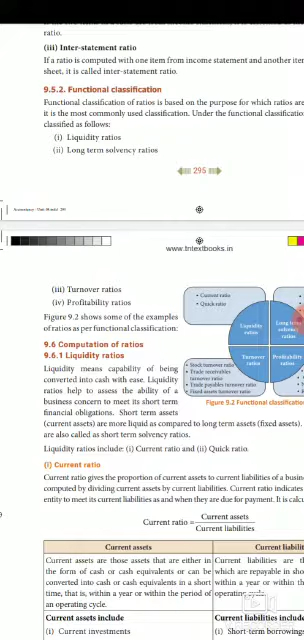 ratio.
(iii) Inter-statement ratio
If a ratio is computed with one item from income statement and another item
sheet, it is called inter-statement ratio.
9.5.2. Functional classification
Functional classification of ratios is based on the purpose for which ratios are
it is the most commonly used classification. Under the functional classification
classified as follows:
(i) Liquidity ratios
(ii) Long term solvency ratios
295
www.tntextbooks.in
(iii) Turnover ratios
(iv) Profitability ratios
Figure 9.2 shows some of the examples
of ratios as per functional classification:
• Current ratio
• Quick ratio
Liquidity
ratios
Long term
solvency
ratios
Turnover
ratios
Profitability
ratios
• Stock turnover ratio
• Trade receivables
turnover ratio
• Trade payables turnover ratio
• Fixed assets turnover ratio
Figure 9.2 Functional classification
9.6 Computation of ratios
9.6.1 Liquidity ratios
Liquidity means capability of being
converted into cash with ease. Liquidity
ratios help to assess the ability of a
business concern to meet its short term
financial obligations. Short term assets
(current assets) are more liquid as compared to long term assets (fixed assets).
are also called as short term solvency ratios.
Liquidity ratios include: (i) Current ratio and (ii) Quick ratio.
(i) Current ratio
Current ratio gives the proportion of current assets to current liabilities of a
computed by dividing current assets by current liabilities. Current ratio indicates
entity to meet its current liabilities as and when they are due for payment. It is
Current ratio = Current assets
Current liabilities
Current assets
Current
Current assets are those assets that are either in
the form of cash or cash equivalents or can be
converted into cash or cash equivalents in a short
time, that is, within a year or within the period of
an operating cycle.
Current liabilities are
which are repayable in
within a year or within
operating cycle.
Current assets include
(i) Current investments
Current liabilities include
(i) Short-term